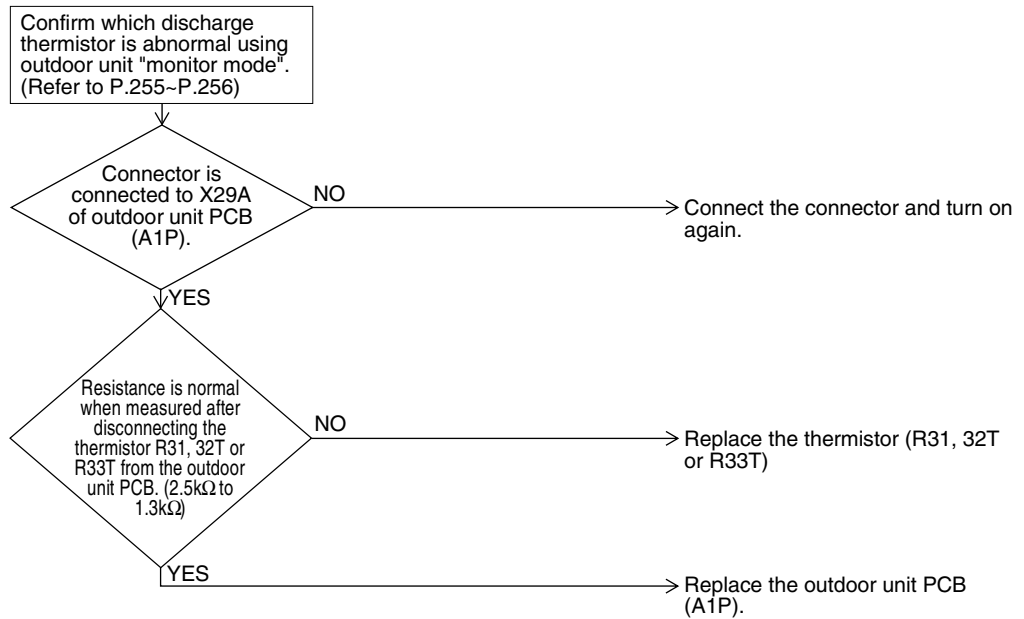 Confirm which discharge
thermistor is abnormal using
outdoor unit "monitor mode".
(Refer to P.255~P.256)
Connector is
connected to X29A
of outdoor unit PCB
(A1P).
NO
Connect the connector and turn on
again.
YES
Resistance is normal
when measured after
disconnecting the
thermistor R31, 32T or
R33T from the outdoor
unit PCB. (2.5kΩ to
1.3kΩ)
NO
Replace the thermistor (R31, 32T
or R33T)
YES
Replace the outdoor unit PCB
(A1P).